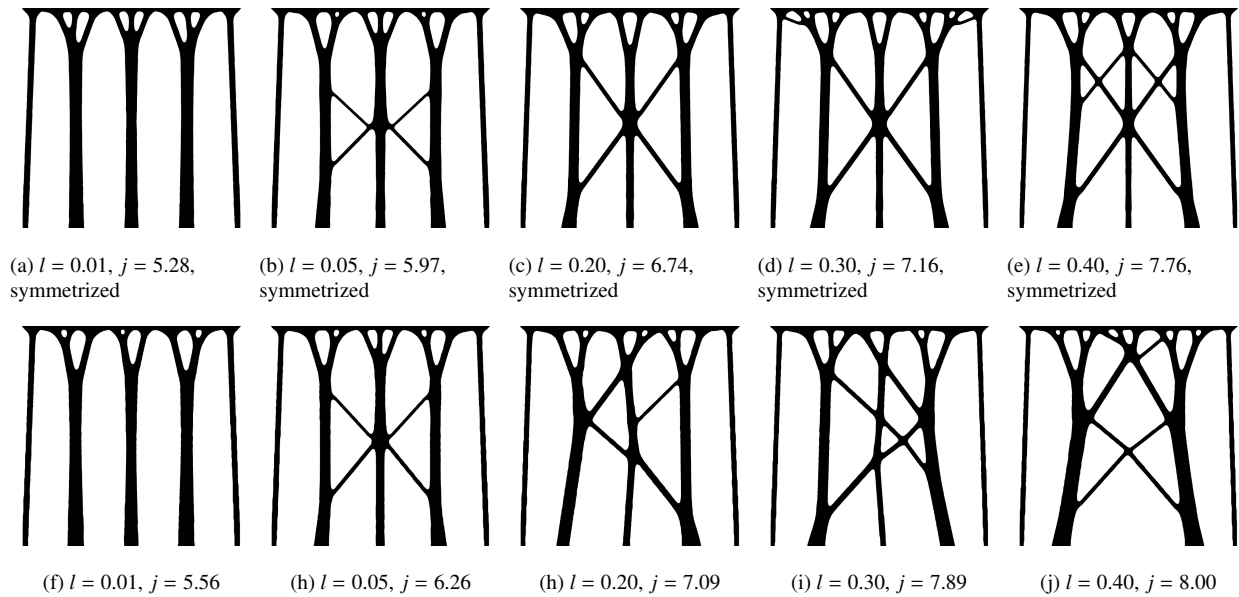 (a) l = 0.01, j = 5.28,
symmetrized
(b) l = 0.05, j = 5.97,
symmetrized
(c) l = 0.20, j = 6.74,
symmetrized
(d) l = 0.30, j = 7.16,
symmetrized
(e) l = 0.40, j = 7.76,
symmetrized
(f) l = 0.01, j = 5.56
(h) l = 0.05, j = 6.26
(h) l = 0.20, j = 7.09
(i) l = 0.30, j = 7.89
(j) l = 0.40, j = 8.00